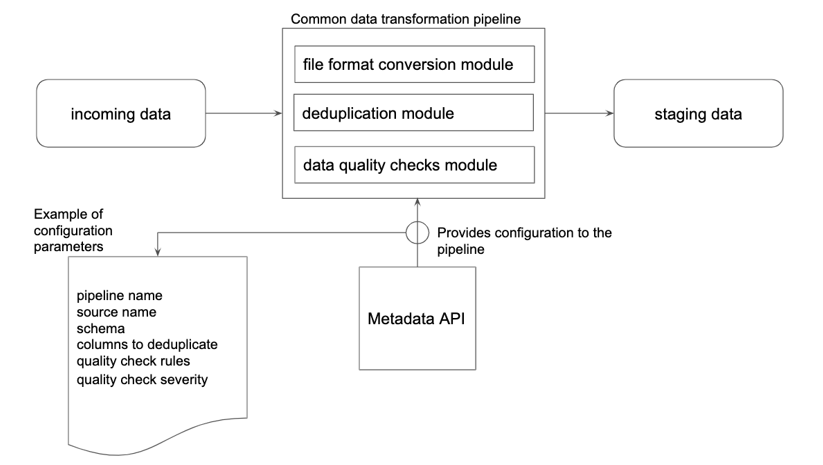 Common data transformation pipeline
file format conversion module
incoming data
deduplication module
staging data
data quality checks module
Example of
configuration
parameters
Provides configuration to the
pipeline
pipeline name
source name
schema
columns to deduplicate
quality check rules
quality check severity
Metadata API